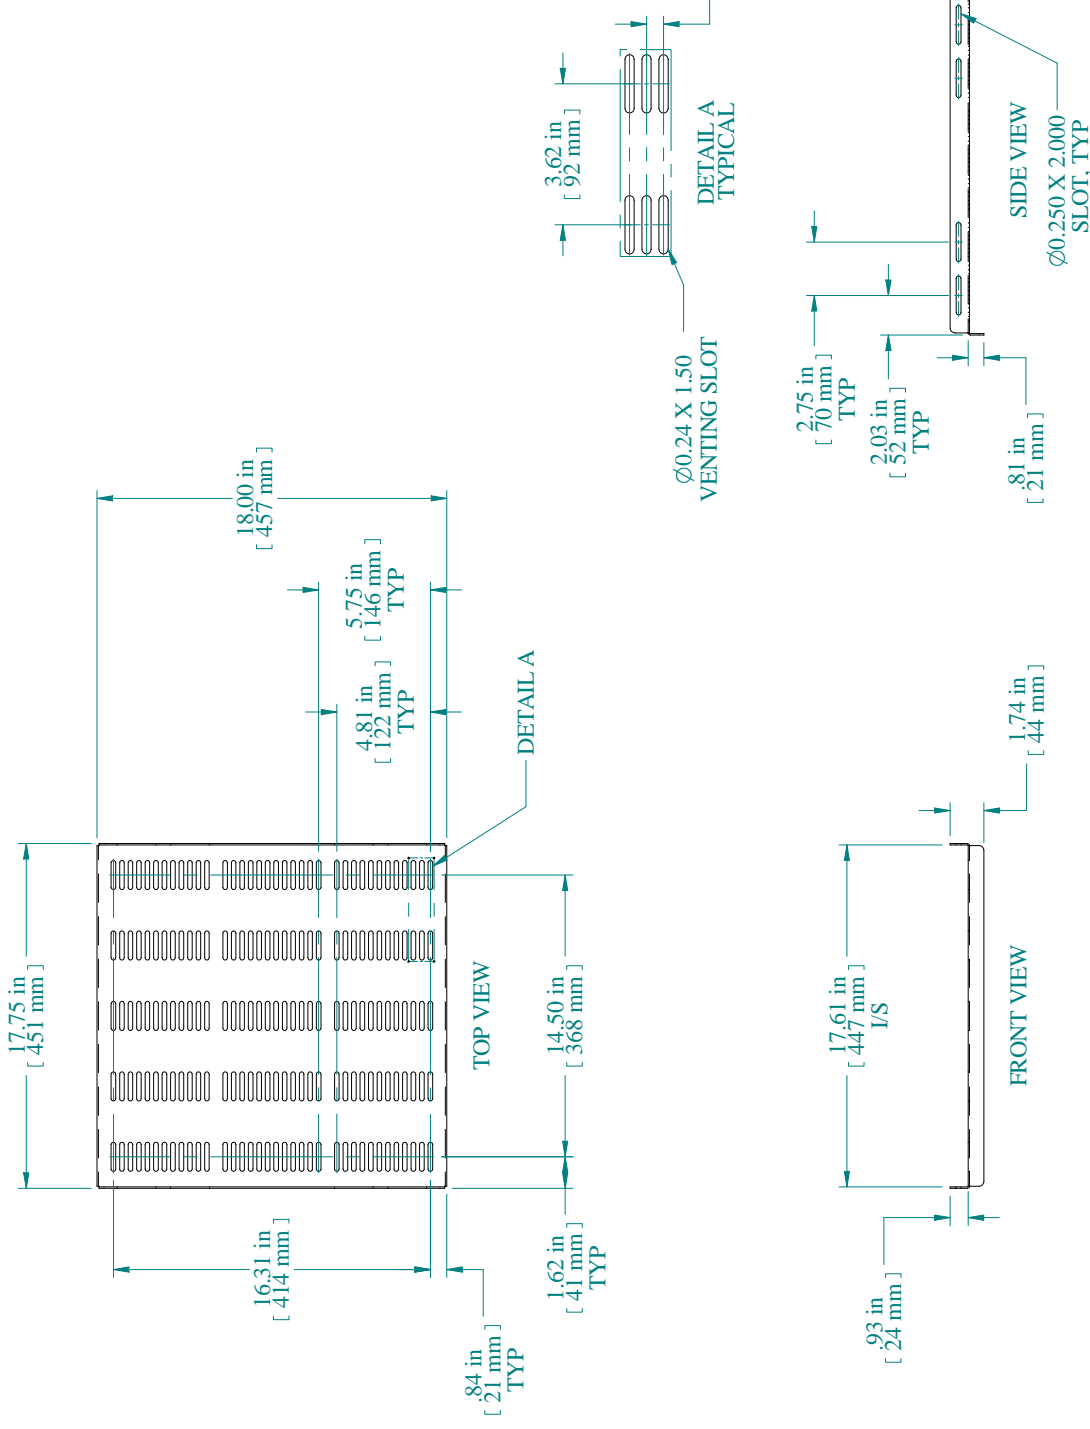 17.75 in
[ 451 mm ]
18.00 in
[ 457 mm ]
5.75 in
[ 146 mm ]
TYP
4.81 in
[ 122 mm ]
TYP
DETAIL A
TOP VIEW
14.50 in
[ 368 mm ]
16.31 in
[ 414 mm ]
1.62 in
[ 41 mm ]
TYP
.84 in
[ 21 mm ]
TYP
3.62 in
[ 92 mm ]
DETAIL A
TYPICAL
Ø0.24 X 1.50
VENTING SLOT
2.75 in
[ 70 mm ]
TYP
2.03 in
[ 52 mm ]
TYP
.81 in
[ 21 mm ]
SIDE VIEW
Ø0.250 X 2.000
SLOT, TYP
17.61 in
[ 447 mm ]
I/S
FRONT VIEW
1.74 in
[ 44 mm ]
.93 in
[ 24 mm ]